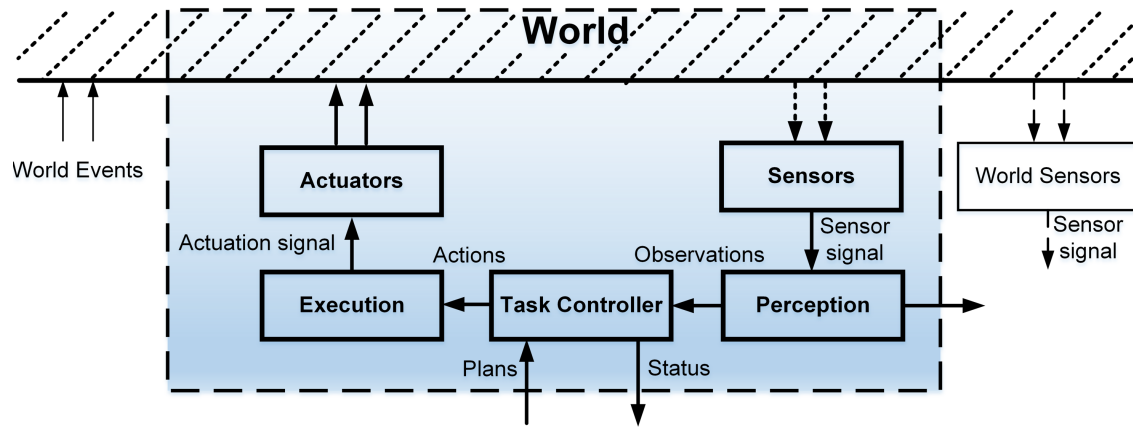 World
World Events
Actuators
Sensors
World Sensors
Actuation signal
Sensor
signal
Sensor
signal
Actions
Observations
Execution
Task Controller
Perception
Plans
Status